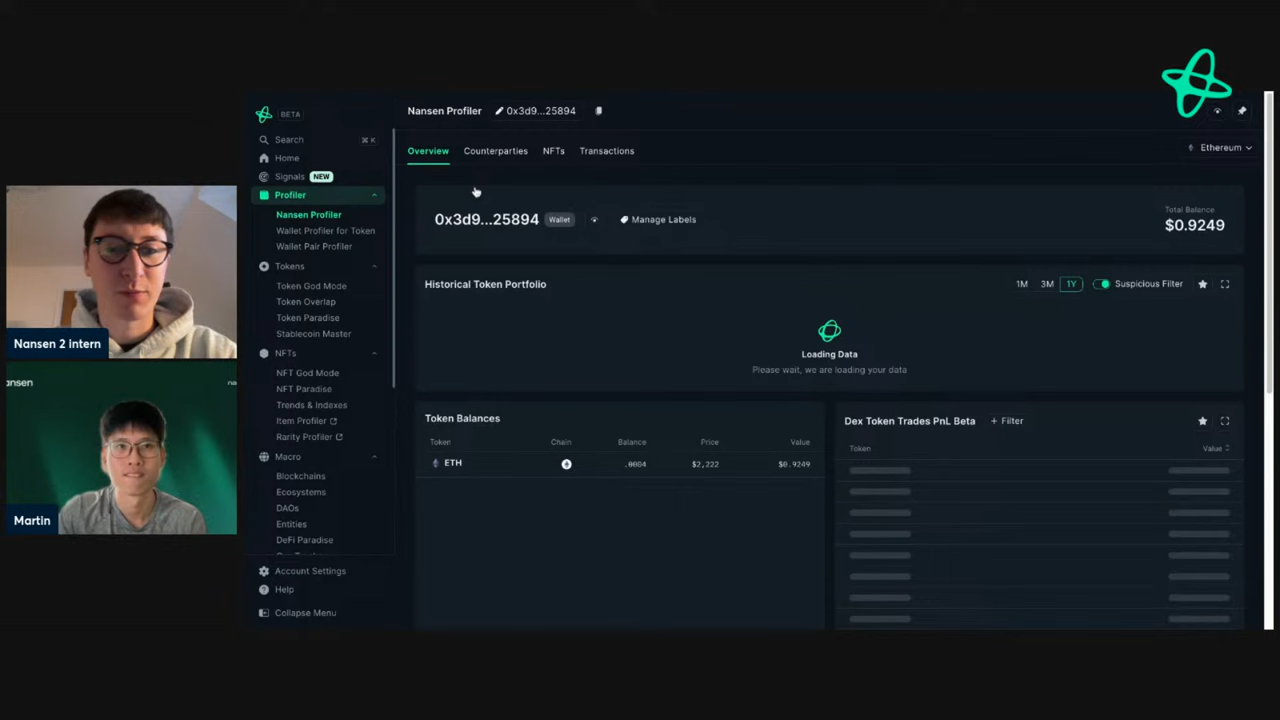 BETA
Search
⌘ K
Home
Signals NEW
Profiler
Nansen Profiler
Wallet Profiler for Token
Wallet Pair Profiler
Tokens
Token God Mode
Token Overlap
Token Paradise
Stablecoin Master
NFTs
NFT God Mode
NFT Paradise
Trends & Indexes
Item Profiler
Rarity Profiler
Macro
Blockchains
Ecosystems
DAOs
Entities
DeFi Paradise
Account Settings
Help
Collapse Menu
Nansen Profiler 0x3d9...25894
Overview Counterparties NFTs Transactions
Ethereum
0x3d9...25894 Wallet Manage Labels
Total Balance
$0.9249
Historical Token Portfolio
1M 3M 1Y Suspicious Filter
Loading Data
Please wait, we are loading your data
Token Balances
Token Chain Balance Price Value
ETH .0004 $2,222 $0.9249
Dex Token Trades PnL Beta + Filter
Token Value
Nansen 2 Intern
ansen
na
Martin